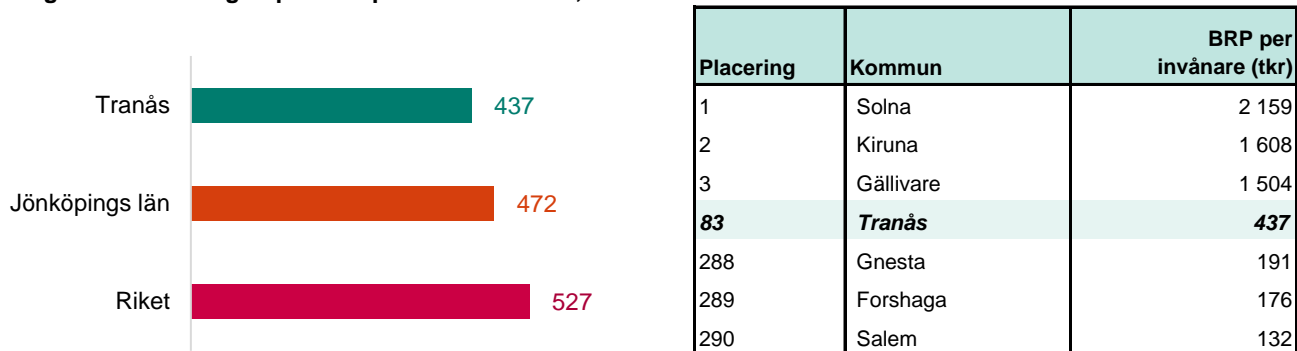 Tranås 437
Jönköpings län 472
Riket 527
Placering Kommun BRP per
invånare (tkr)
1 Solna 2 159
2 Kiruna 1 608
3 Gällivare 1 504
83 Tranås 437
288 Gnesta 191
289 Forshaga 176
290 Salem 132